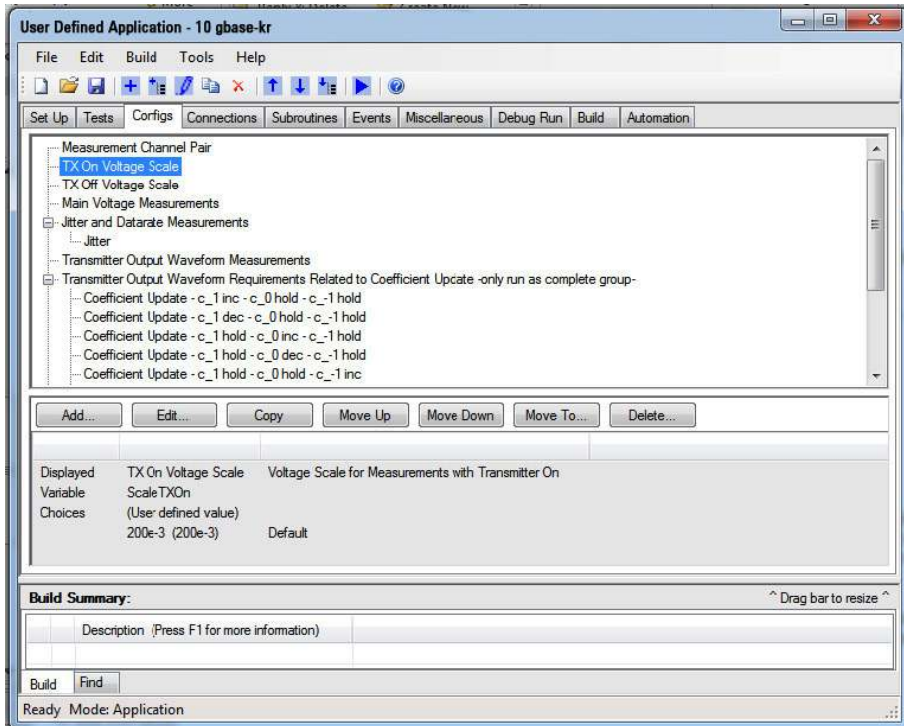 User Defined Application - 10 gbase-kr
File Edit Build Tools Help
Set Up Tests Configs Connections Subroutines Events Miscellaneous Debug Run Build Automation
Measurement Channel Pair
TX On Voltage Scale
TX Off Voltage Scale
Main Voltage Measurements
Jitter and Datarate Measurements
Jitter
Transmitter Output Waveform Measurements
Transmitter Output Waveform Requirements Related to Coefficient Upcate -only run as complete group-
Coefficient Update - c_1 inc - c_0 hold - c_-1 hold
Coefficient Update - c_1 dec - c_0 hold - c_-1 hold
Coefficient Update - c_1 hold - c_0 inc - c_-1 hold
Coefficient Update - c_1 hold - c_0 dec - c_-1 hold
Coefficient Update - c_1 hold - c_0 hold - c_-1 inc
Add... Edit... Copy Move Up Move Down Move To... Delete...
Displayed TX On Voltage Scale Voltage Scale for Measurements with Transmitter On
Variable ScaleTXOn
Choices (User defined value)
200e-3 (200e-3) Default
Build Summary: ^ Drag bar to resize ^
Description (Press F1 for more information)
Build Find
Ready Mode: Application